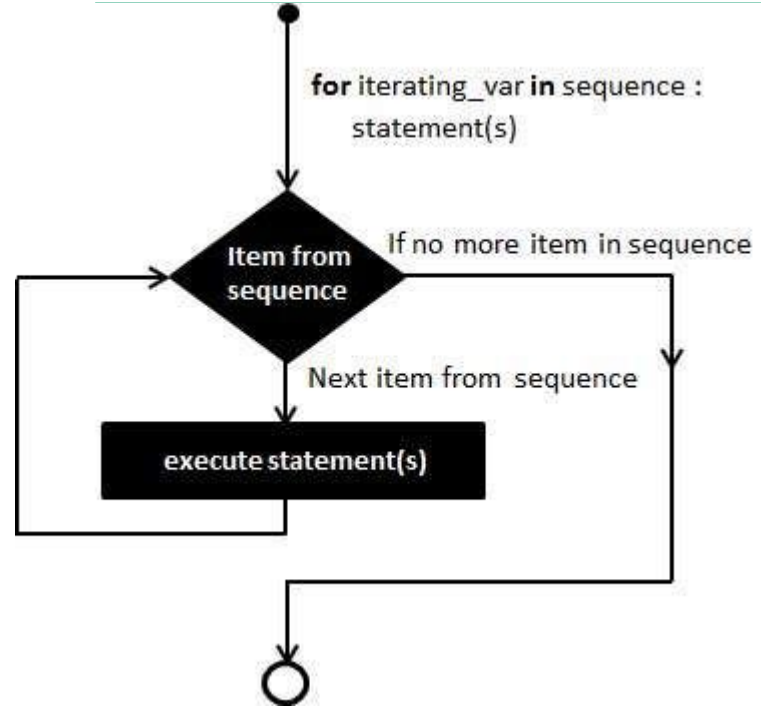 for iterating_var in sequence :
statement(s)
If no more item in sequence
Item from
sequence
Next item from sequence
execute statement(s)